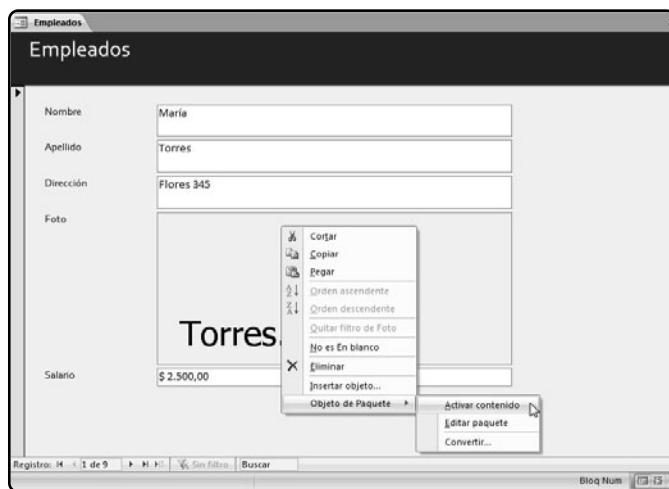 Empleados
Empleados
Nombre
María
Apellido
Torres
Dirección
Flores 345
Foto
Torres.
Cortar
Copiar
Pegar
Orden ascendente
Orden descendente
Quitar filtro de Foto
No es En blanco
Eliminar
Insertar objeto...
Objeto de Paquete
Activar contenido
Editar paquete
Convertir...
Salario
$ 2.500,00
Registro: 1 de 9 Sin filtro Buscar
Bloq Num